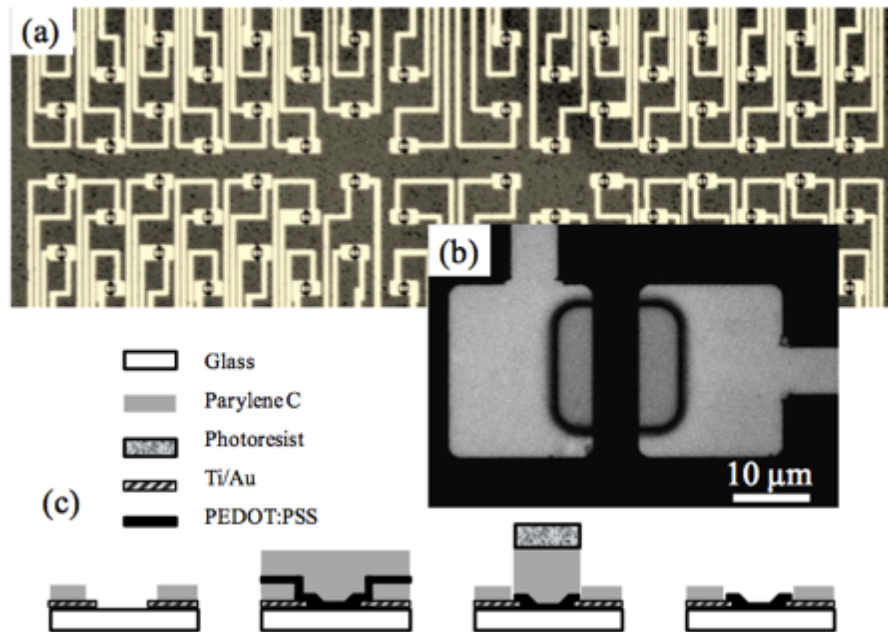 (a)
(b)
10 µm
Glass
Parylene C
Photoresist
Ti/Au
PEDOT:PSS
(c)